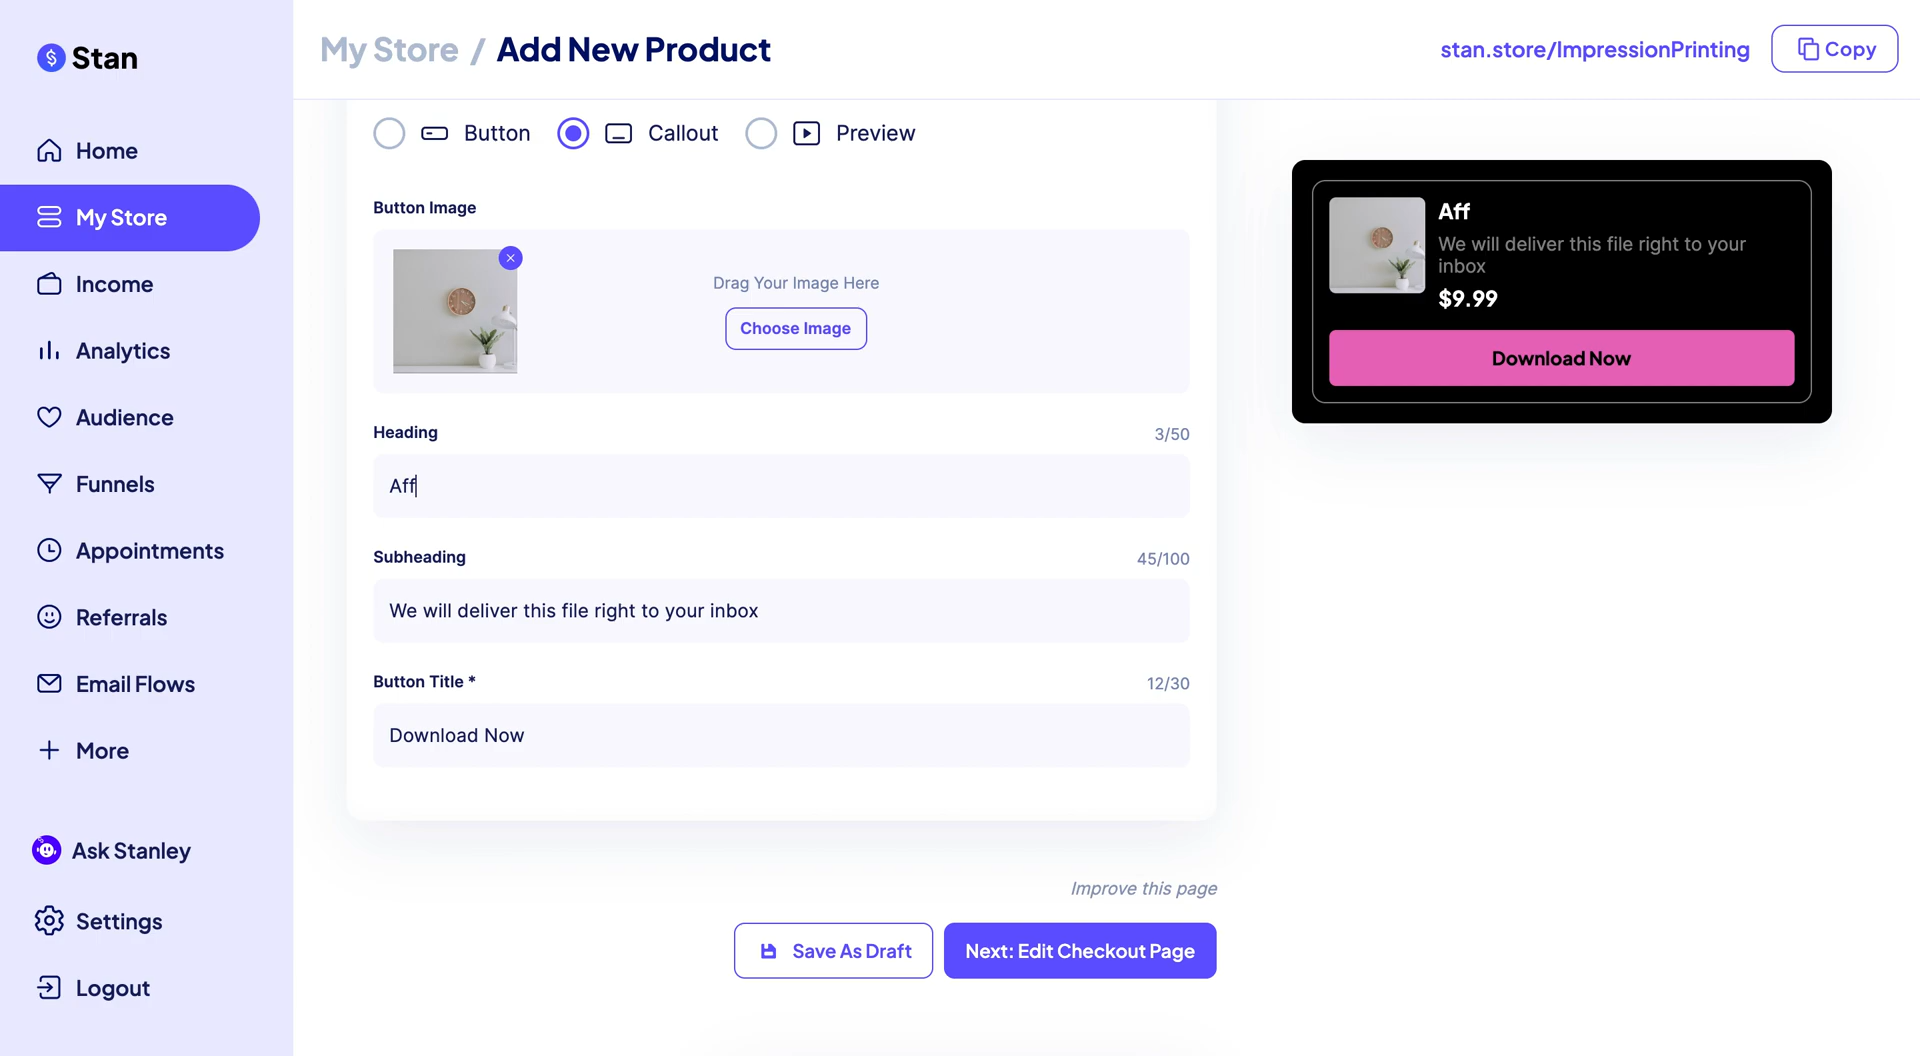 Stan
My Store / Add New Product
stan.store/ImpressionPrinting
Copy
Home
My Store
Income
Analytics
Audience
Funnels
Appointments
Referrals
Email Flows
More
Ask Stanley
Settings
Logout
Button
Callout
Preview
Button Image
Drag Your Image Here
Choose Image
Heading
3/50
Aff
Subheading
45/100
We will deliver this file right to your inbox
Button Title *
12/30
Download Now
Improve this page
Save As Draft
Next: Edit Checkout Page
Aff
We will deliver this file right to your
inbox
$9.99
Download Now